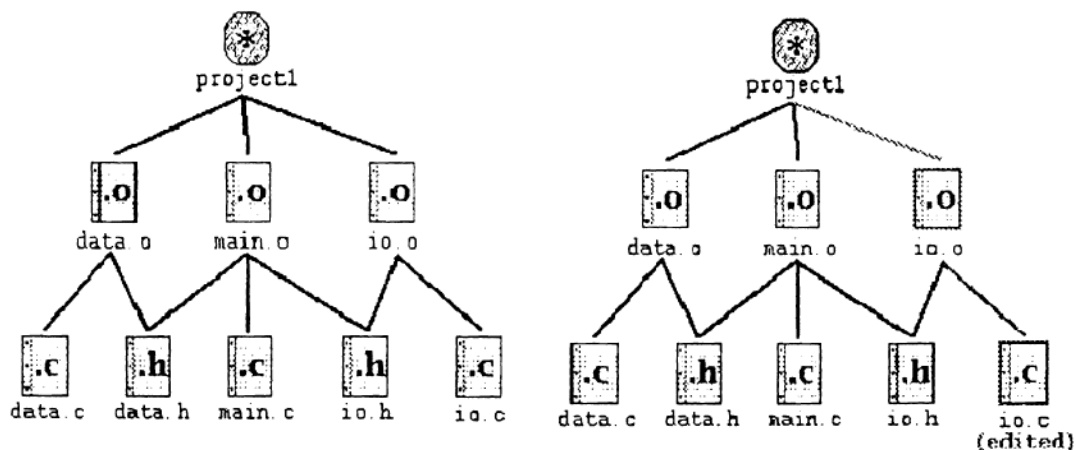 *
project1
.o
.o
.o
data.o
main.o
io.o
.c
.h
.c
.h
.c
data.c
data.h
main.c
io.h
io.c
*
project1
.o
.o
.o
data.o
main.o
io.o
.c
.h
.c
.h
.c
data.c
data.h
main.c
io.h
io.c
(edited)